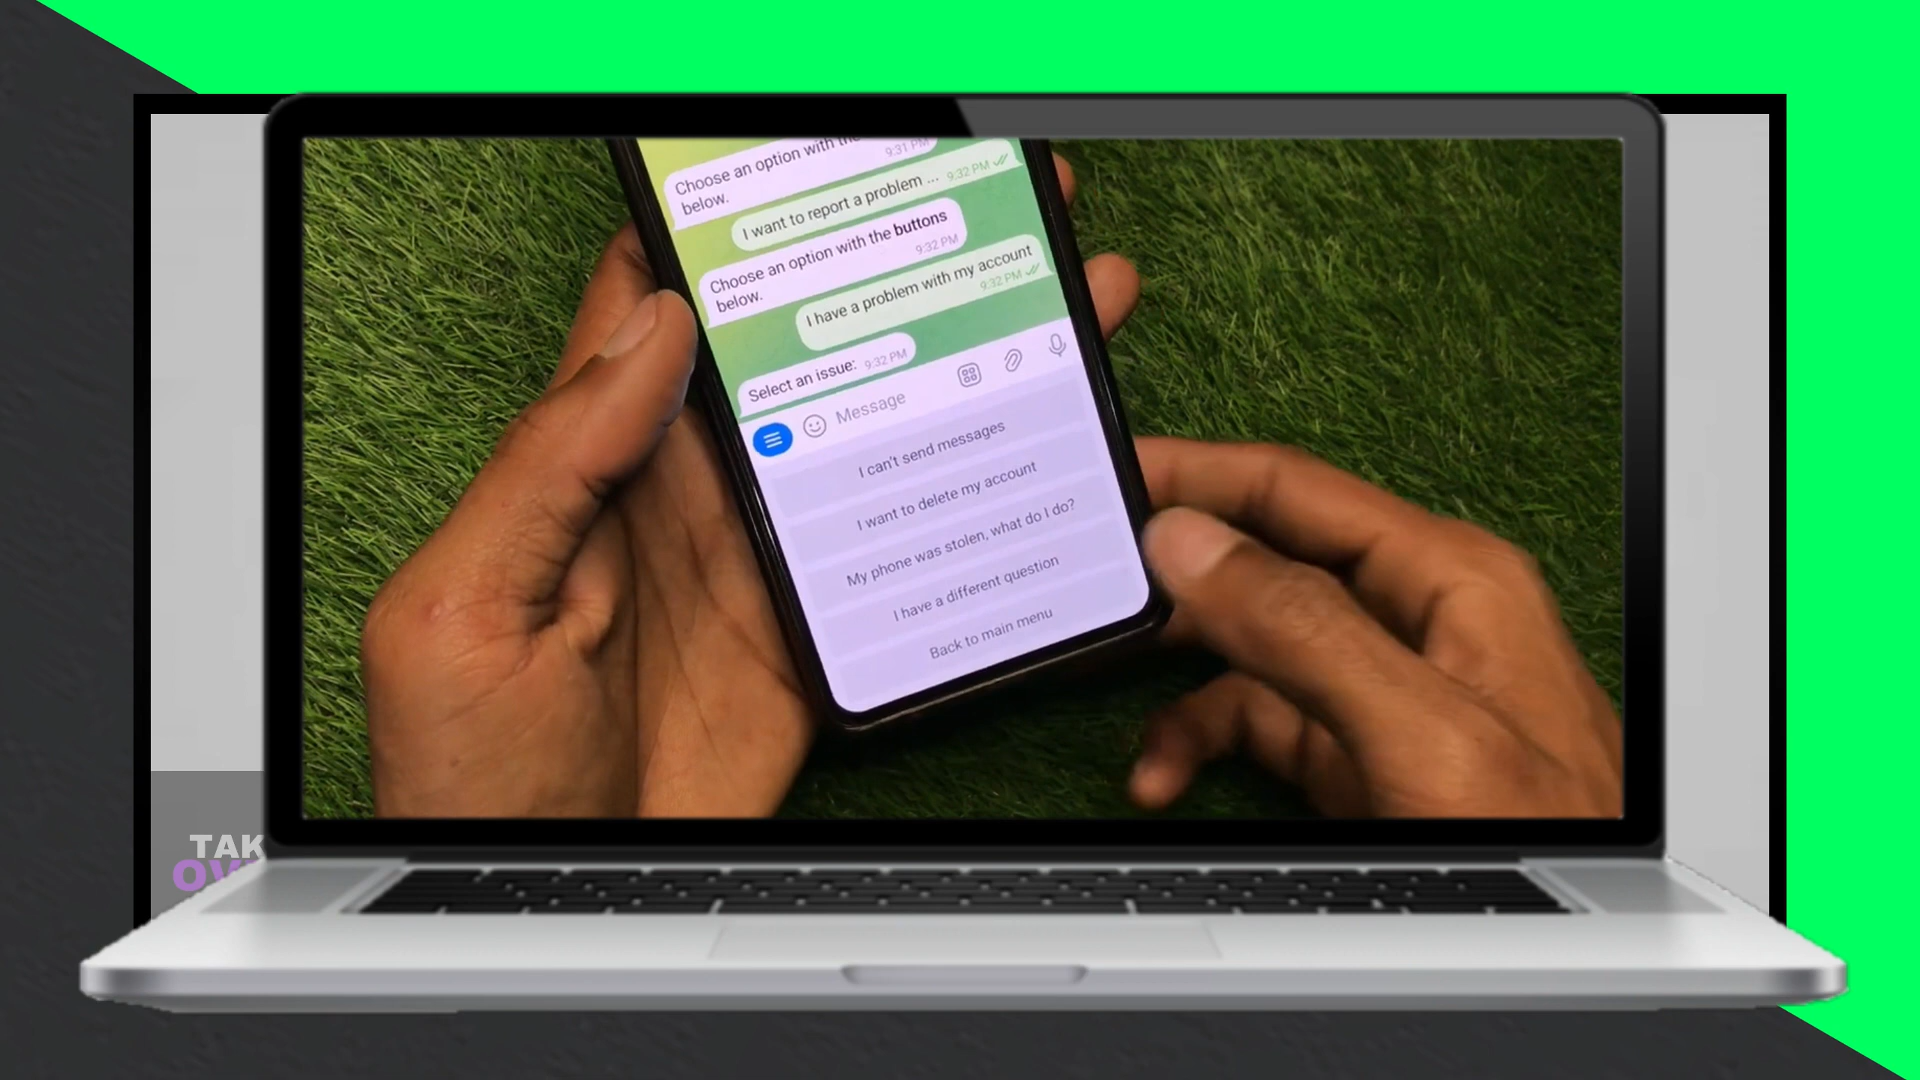 Choose an option with the
below.
9:31 PM
I want to report a problem ...
9:32 PM
Choose an option with the buttons
below.
9:32 PM
I have a problem with my account
9:32 PM
Select an issue:
9:32 PM
Message
I can't send messages
I want to delete my account
My phone was stolen, what do I do?
I have a different question
Back to main menu
TAK
OV